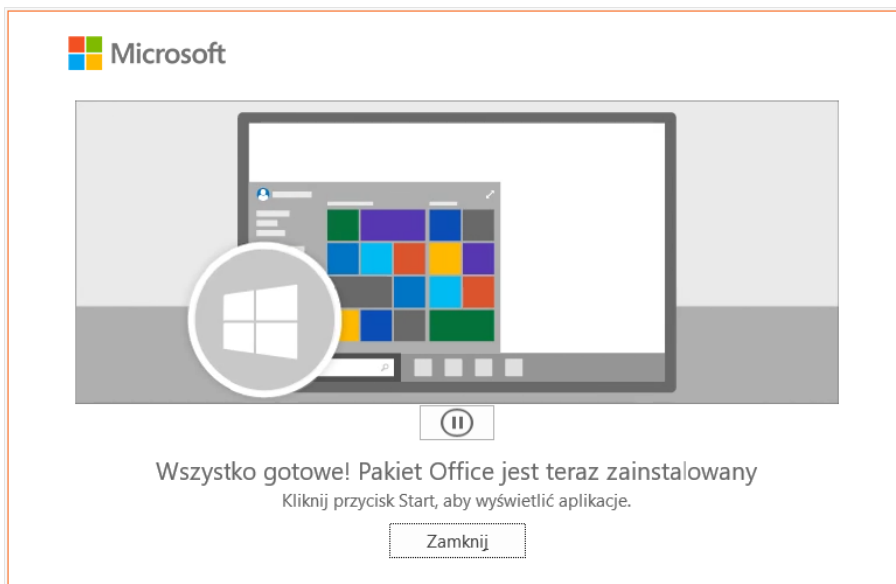 Microsoft
Wszystko gotowe! Pakiet Office jest teraz zainstalowany
Kliknij przycisk Start, aby wyświetlić aplikacje.
Zamknij